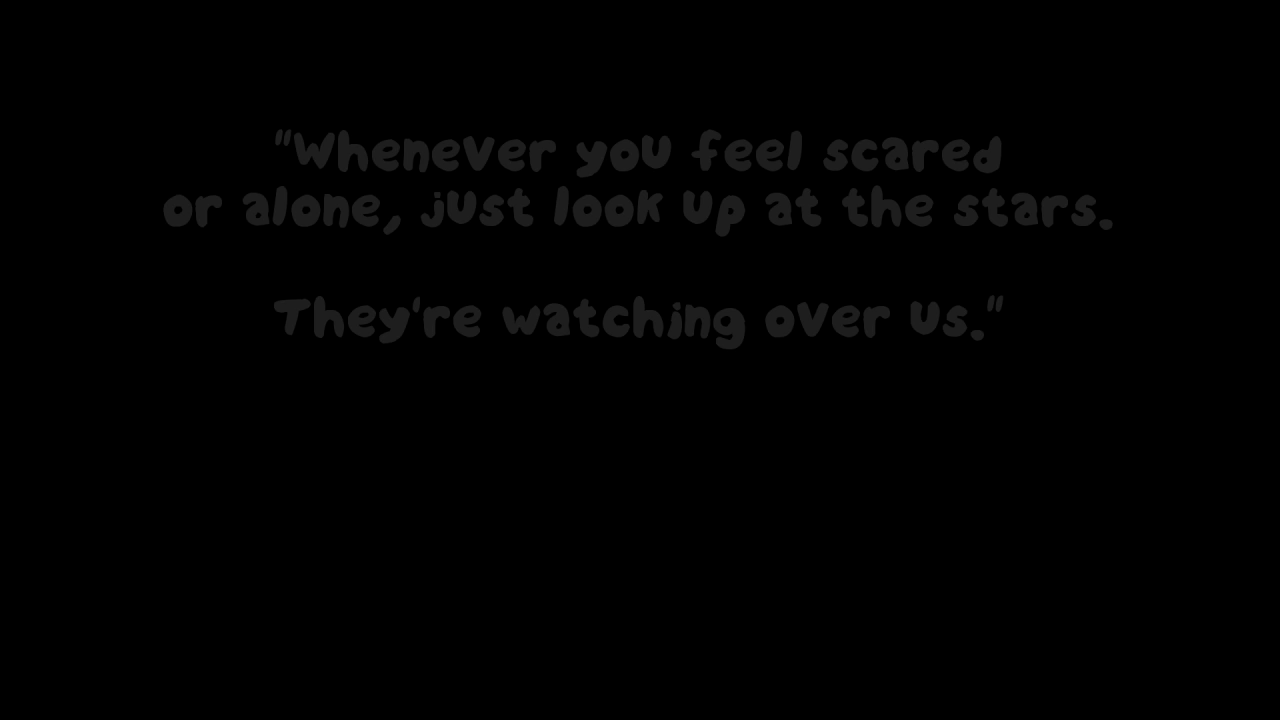 "Whenever you feel scared
or alone, just look up at the stars.
They're watching over us."